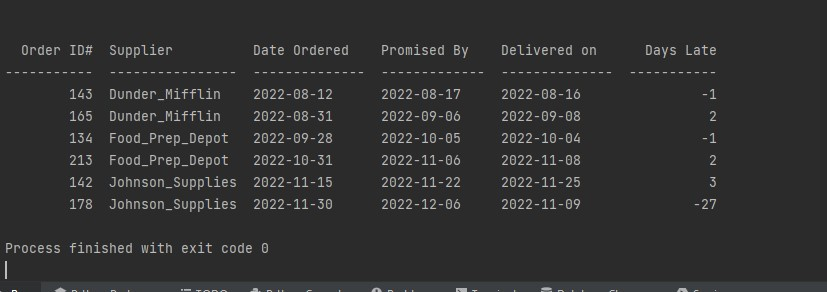 Order ID#  Supplier          Date Ordered    Promised By    Delivered on      Days Late
-----------  ----------------  --------------  -------------  --------------  -----------
143  Dunder_Mifflin    2022-08-12      2022-08-17     2022-08-16             -1
165  Dunder_Mifflin    2022-08-31      2022-09-06     2022-09-08              2
134  Food_Prep_Depot   2022-09-28      2022-10-05     2022-10-04             -1
213  Food_Prep_Depot   2022-10-31      2022-11-06     2022-11-08              2
142  Johnson_Supplies  2022-11-15      2022-11-22     2022-11-25              3
178  Johnson_Supplies  2022-11-30      2022-12-06     2022-11-09            -27
Process finished with exit code 0